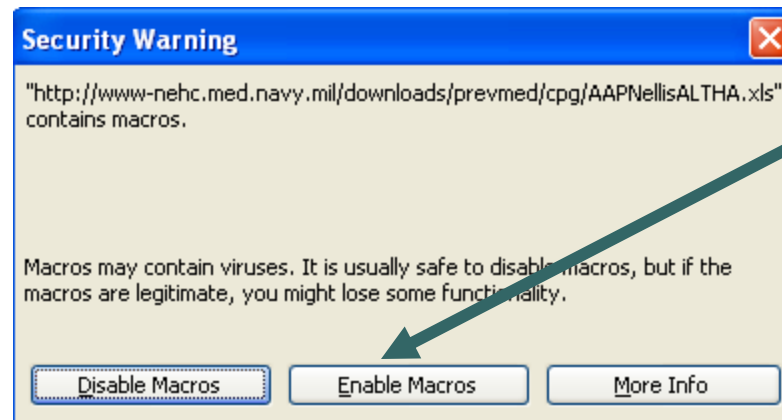 Security Warning
"http://www-nehc.med.navy.mil/downloads/prevmed/cpg/AAPNellisALTHA.xls"
contains macros.
Macros may contain viruses. It is usually safe to disable macros, but if the
macros are legitimate, you might lose some functionality.
Disable Macros
Enable Macros
More Info